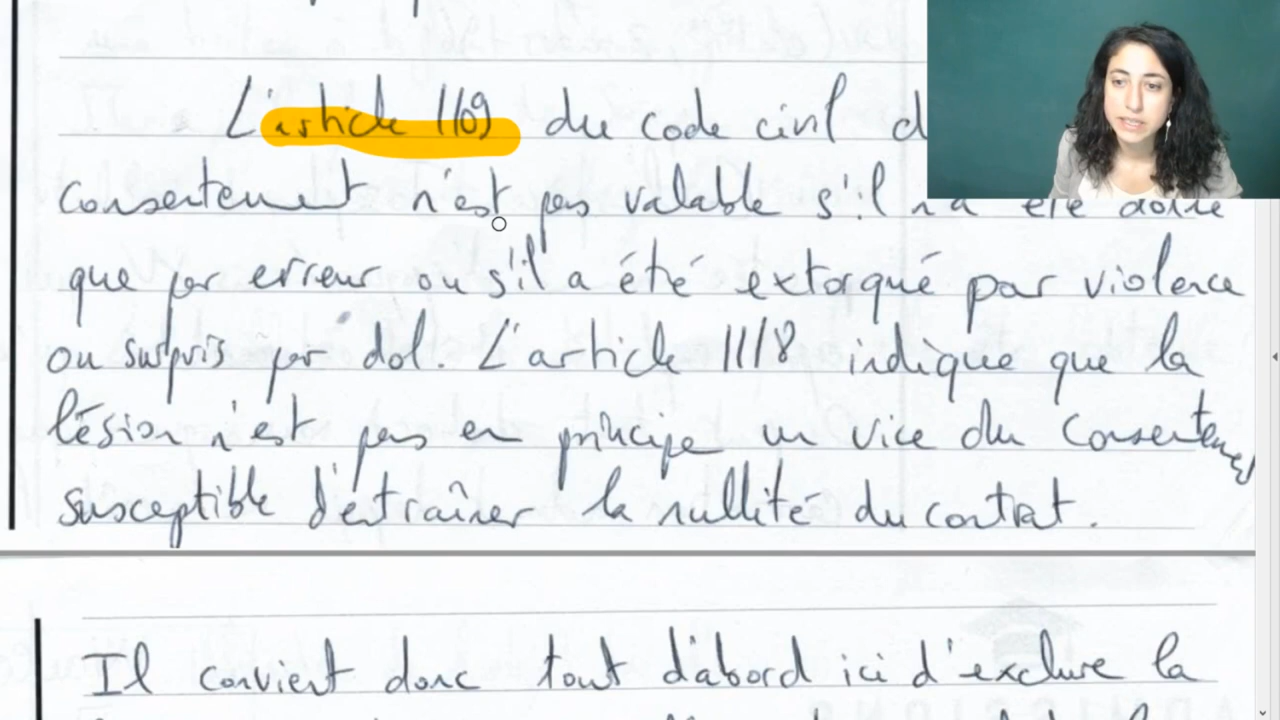 L'article 1109 du code civil d
consentement n'est pas valable s'il n'a été donné
que par erreur ou s'il a été extorqué par violence
ou surpris par dol. L'article 1118 indique que la
lésion n'est pas en principe un vice du consentement
susceptible d'entraîner la nullité du contrat.
Il convient donc tout d'abord ici d'exclure la